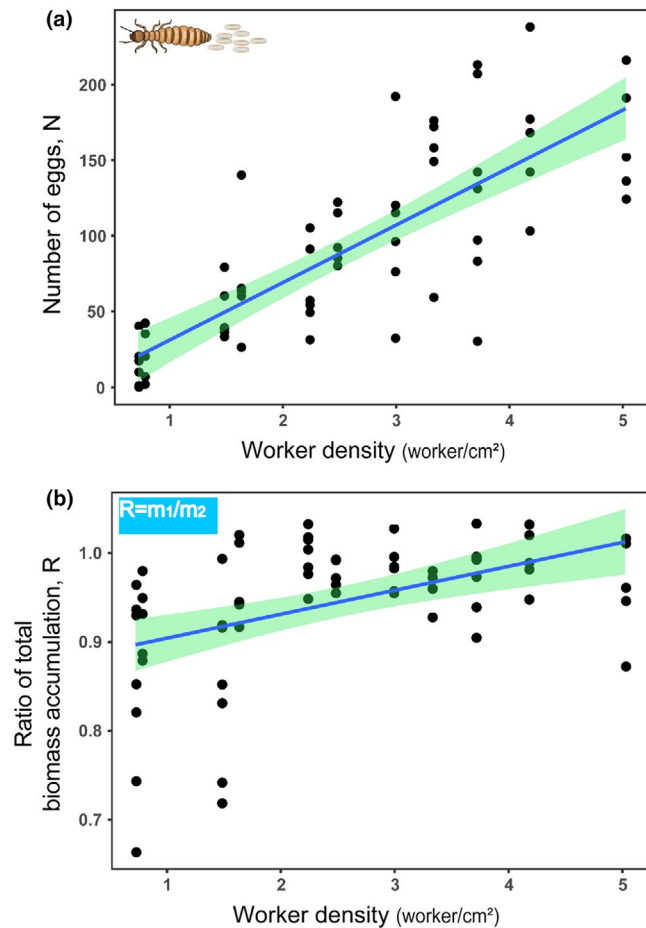 (a)
Number of eggs, N
200
150
100
50
0
1 2 3 4 5
Worker density (worker/cm²)
(b)
R=m₁/m₂
Ratio of total
biomass accumulation, R
1.0
0.9
0.8
0.7
1 2 3 4 5
Worker density (worker/cm²)